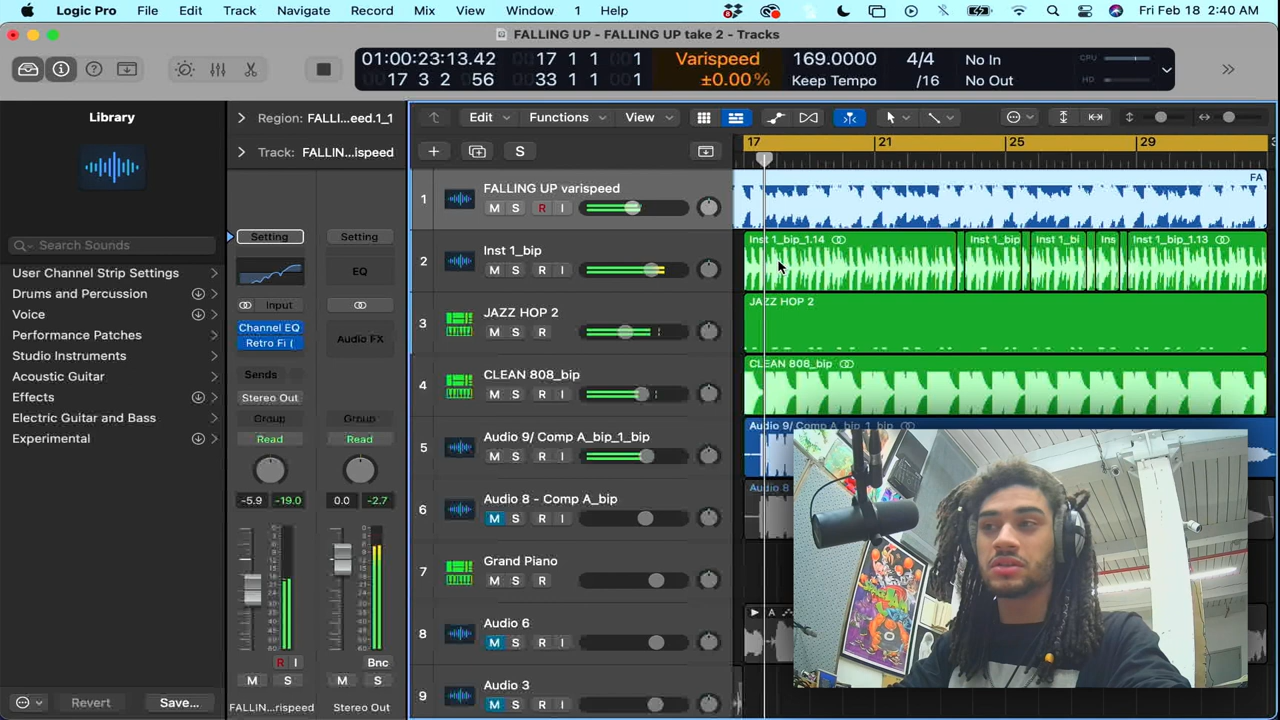 Logic Pro File Edit Track Navigate Record Mix View Window 1 Help Fri Feb 18 2:40 AM
FALLING UP - FALLING UP take 2 - Tracks
01:00:23:13.42 17 1 1 1 Varispeed 169.0000 4/4 No In CPU
17 3 2 56 33 1 1 1 ±0.00 % Keep Tempo /16 No Out HD
Library
Region: FALLI...eed.1_1
Track: FALLIN...ispeed
Edit Functions View
S
17 21 25 29 3
Search Sounds
User Channel Strip Settings
Drums and Percussion
Voice
Performance Patches
Studio Instruments
Acoustic Guitar
Effects
Electric Guitar and Bass
Experimental
Revert Save...
Setting Setting
EQ
Input
Channel EQ
Retro Fi (
Audio FX
Sends
Stereo Out
Group Group
Read Read
-5.9 -19.0 0.0 -2.7
R I Bnc
M S M S
FALLIN...rispeed Stereo Out
1 FALLING UP varispeed
M S R I
FA
2 Inst 1_bip
M S R I
Inst 1_bip_1.14 Inst 1_bip Inst 1_bi Ins Inst 1_bip_1.13
3 JAZZ HOP 2
M S R
JAZZ HOP 2
4 CLEAN 808_bip
M S R I
CLEAN 808_bip
5 Audio 9/ Comp A_bip_1_bip
M S R I
Audio 9/ Comp A_bip_1_bip
6 Audio 8 - Comp A_bip
M S R I
Audio 8
7 Grand Piano
M S R
8 Audio 6
M S R I
A
9 Audio 3
M S R I